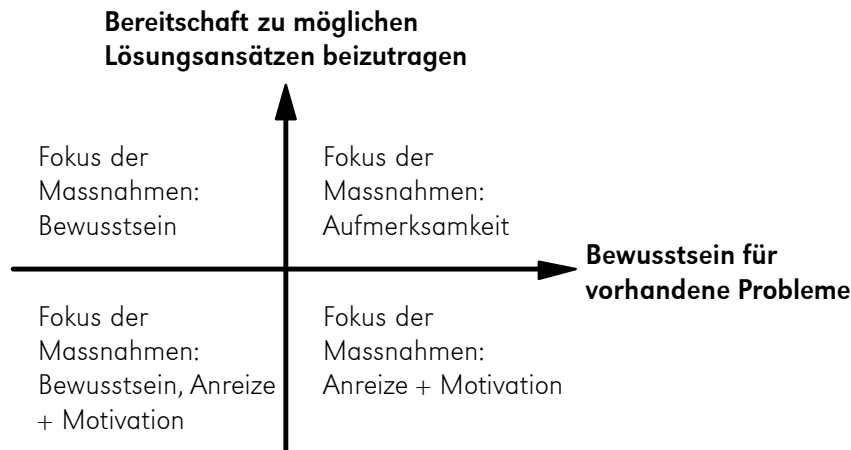 Bereitschaft zu möglichen
Lösungsansätzen beizutragen
Fokus der
Massnahmen:
Bewusstsein
Fokus der
Massnahmen:
Aufmerksamkeit
Bewusstsein für
vorhandene Probleme
Fokus der
Massnahmen:
Bewusstsein, Anreize
+ Motivation
Fokus der
Massnahmen:
Anreize + Motivation